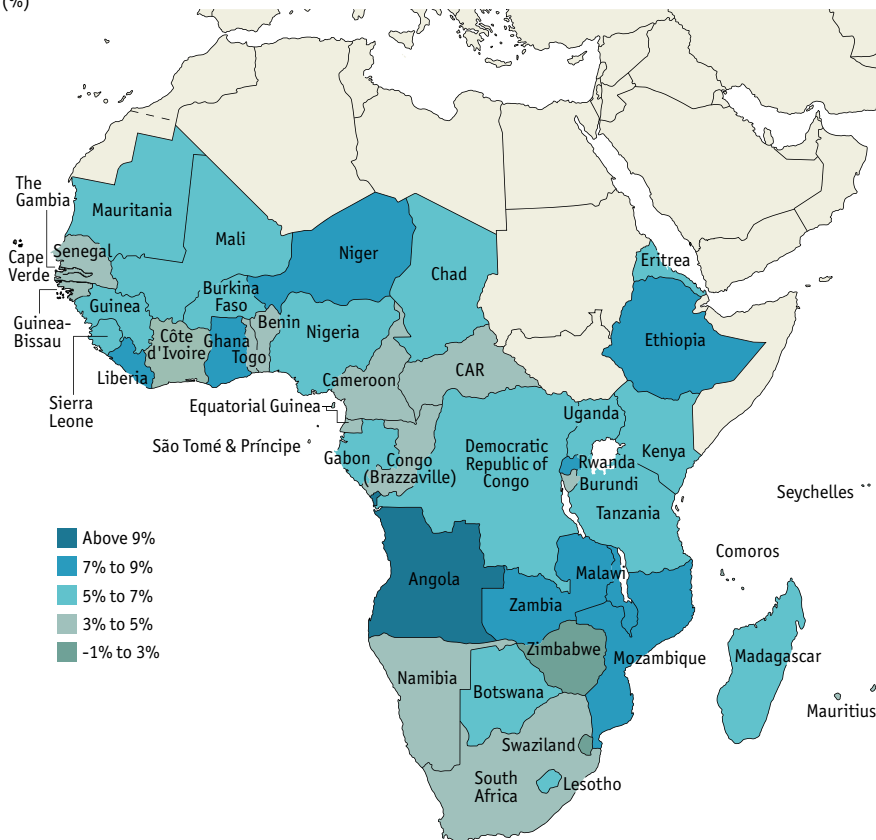 (%)
The
Gambia
Mauritania
Mali
Niger
Chad
Eritrea
Cape
Verde
Senegal
Burkina
Faso
Guinea
Guinea-
Bissau
Benin
Nigeria
Côte
d'Ivoire
Ghana
Togo
Ethiopia
Liberia
Sierra
Leone
Cameroon
CAR
Equatorial Guinea
São Tomé & Príncipe
Uganda
Kenya
Gabon
Congo
(Brazzaville)
Democratic
Republic of
Congo
Rwanda
Burundi
Tanzania
Seychelles
Comoros
Above 9%
7% to 9%
5% to 7%
3% to 5%
-1% to 3%
Angola
Malawi
Zambia
Zimbabwe
Mozambique
Madagascar
Namibia
Botswana
Mauritius
Swaziland
South
Africa
Lesotho